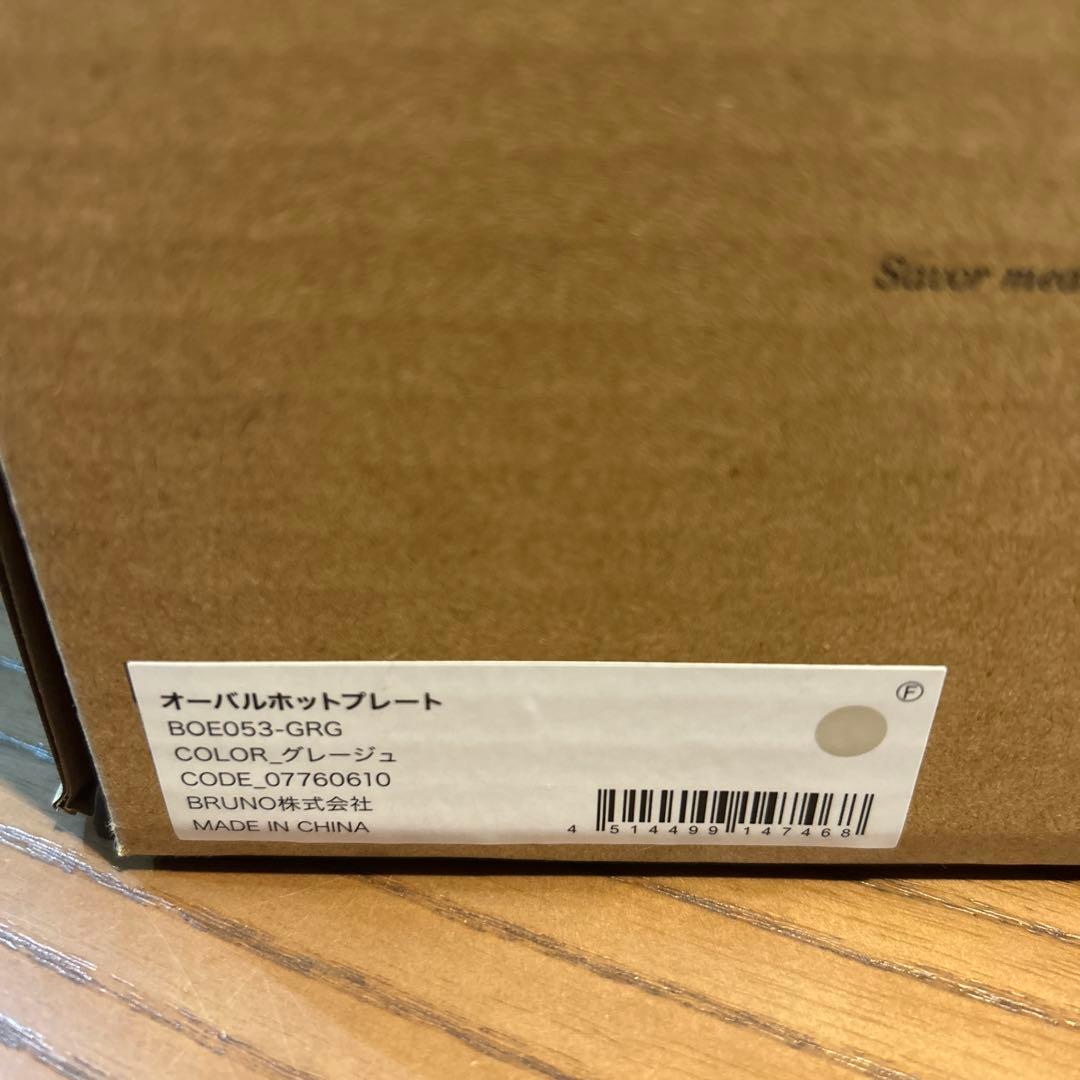 Savor
オーバルホットプレート
Ⓕ
BOE053-GRG
COLOR_グレージュ
CODE_07760610
BRUNO株式会社
MADE IN CHINA
4 514499 147468